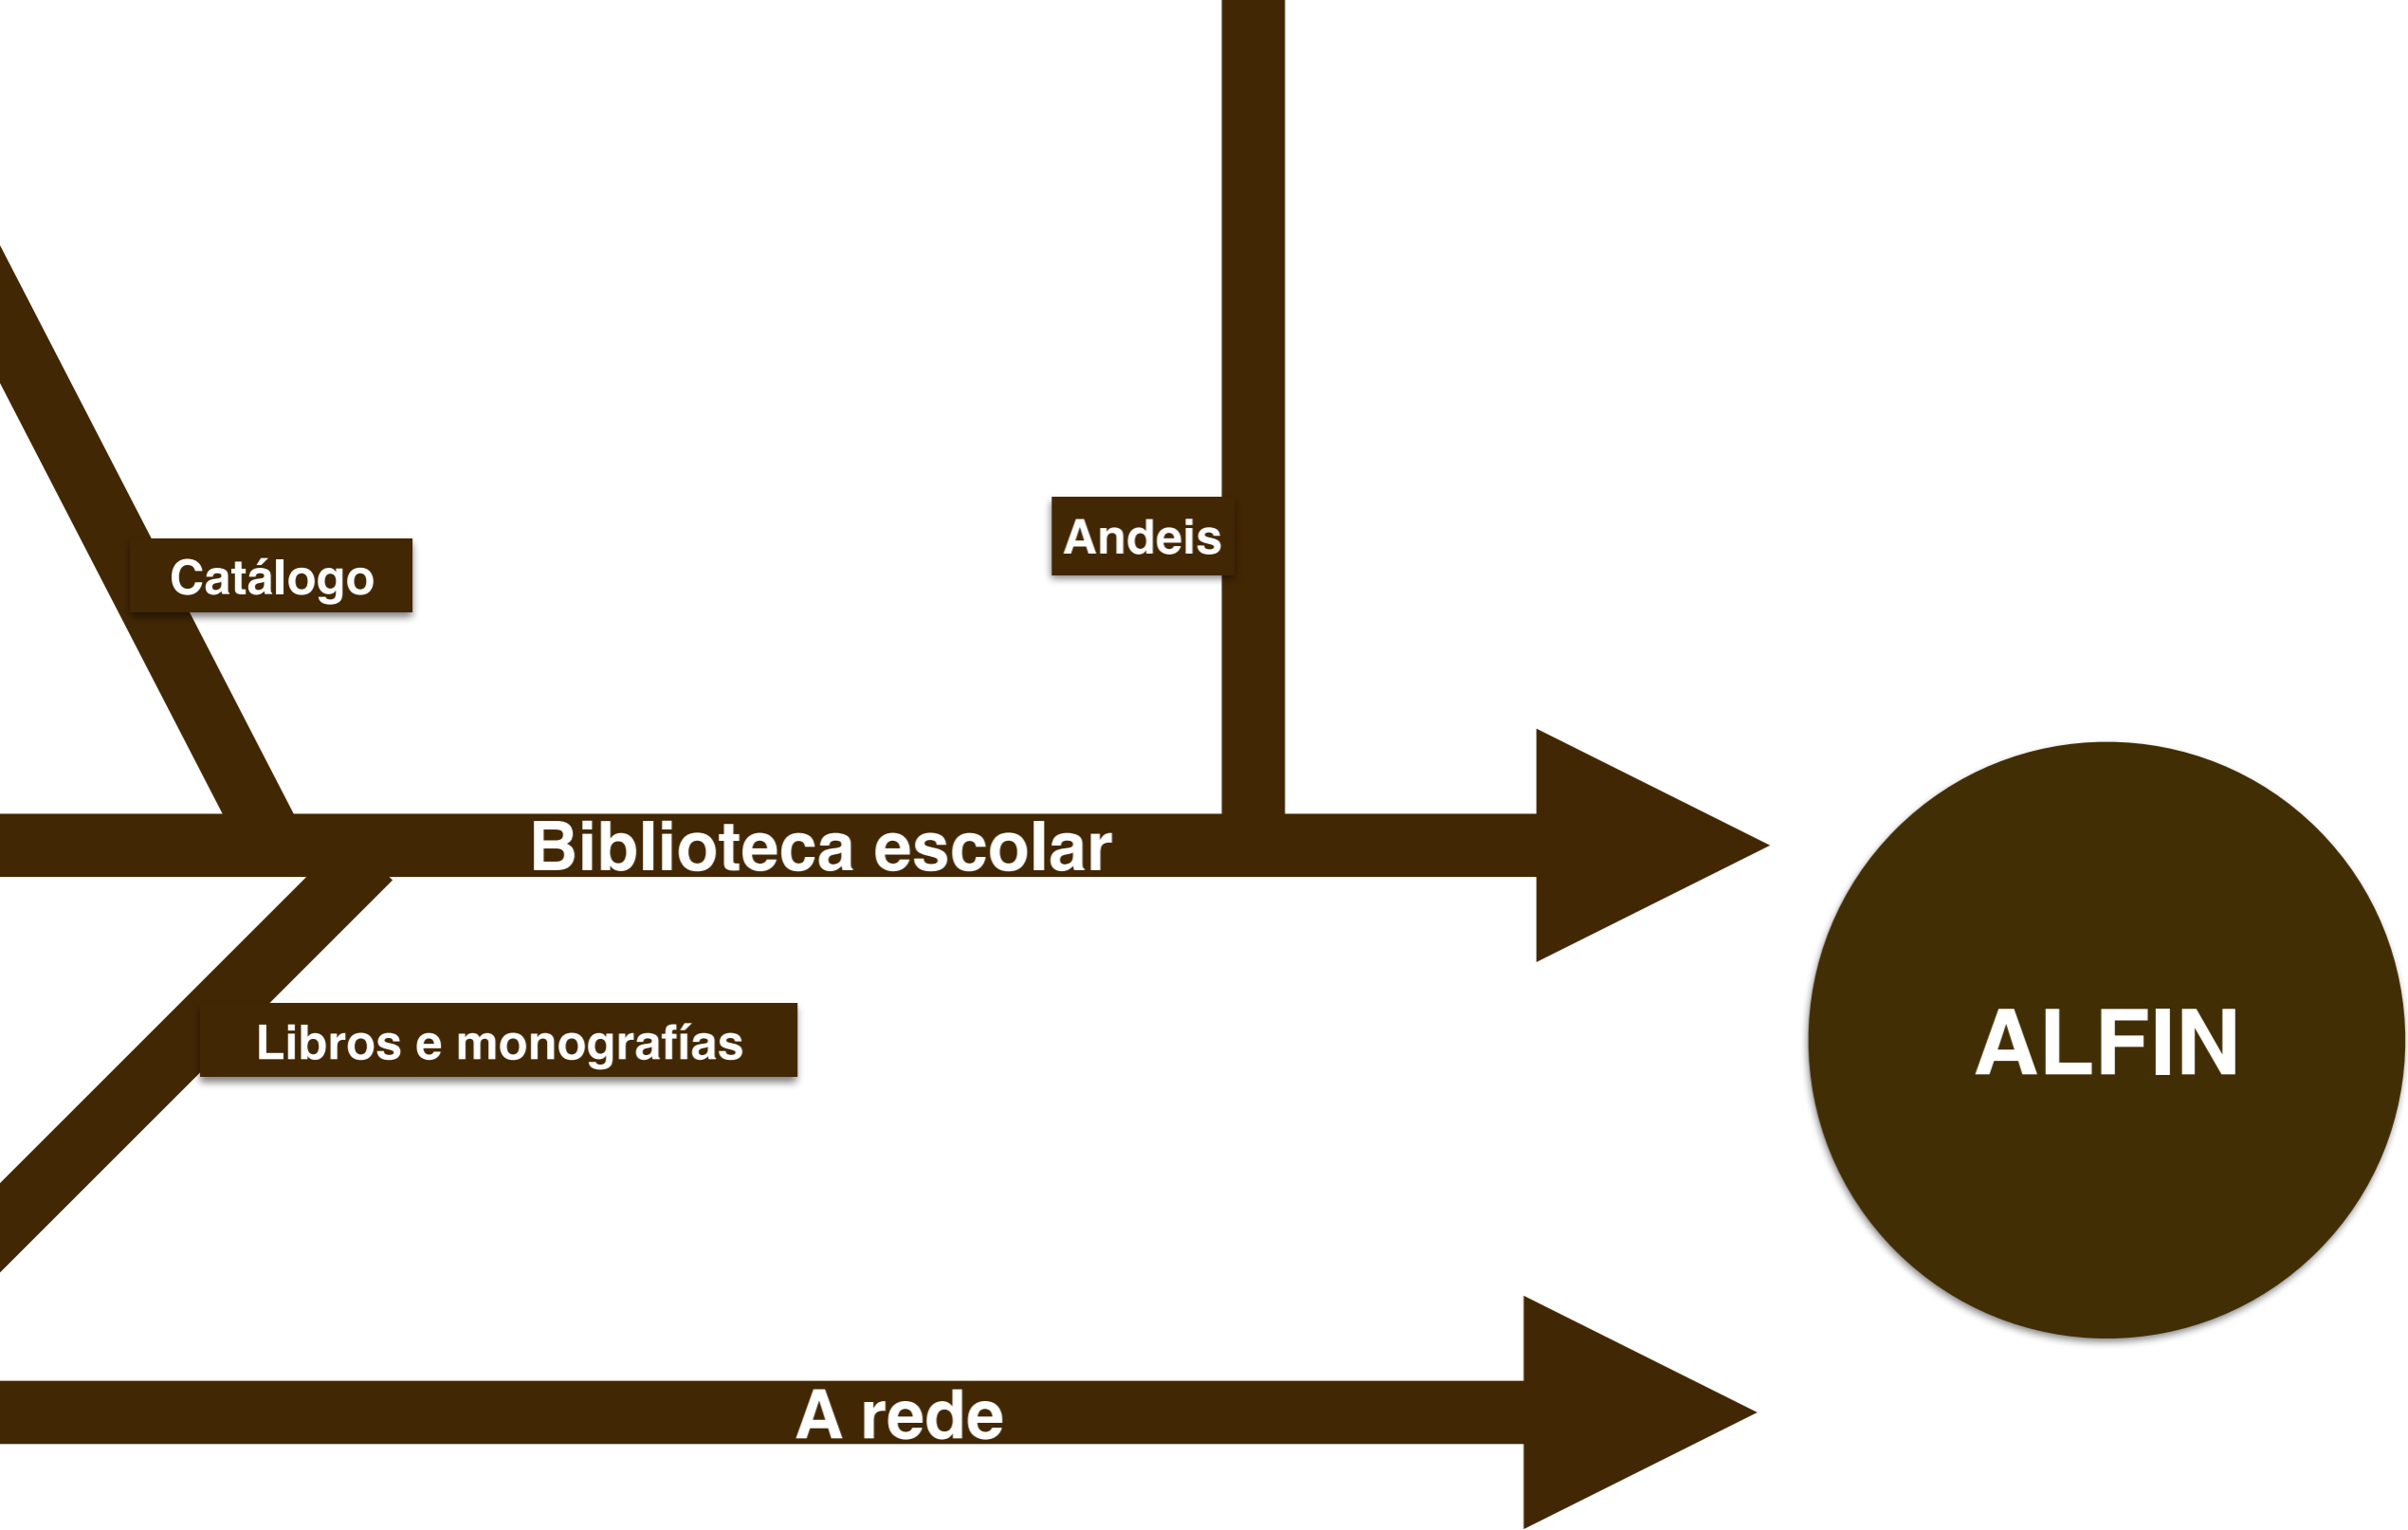 Andeis
Catálogo
Biblioteca escolar
Libros e monografías
ALFIN
A rede